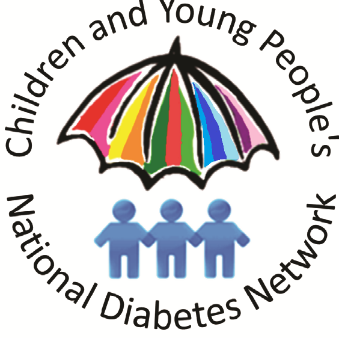 Children and Young People's
National Diabetes Network